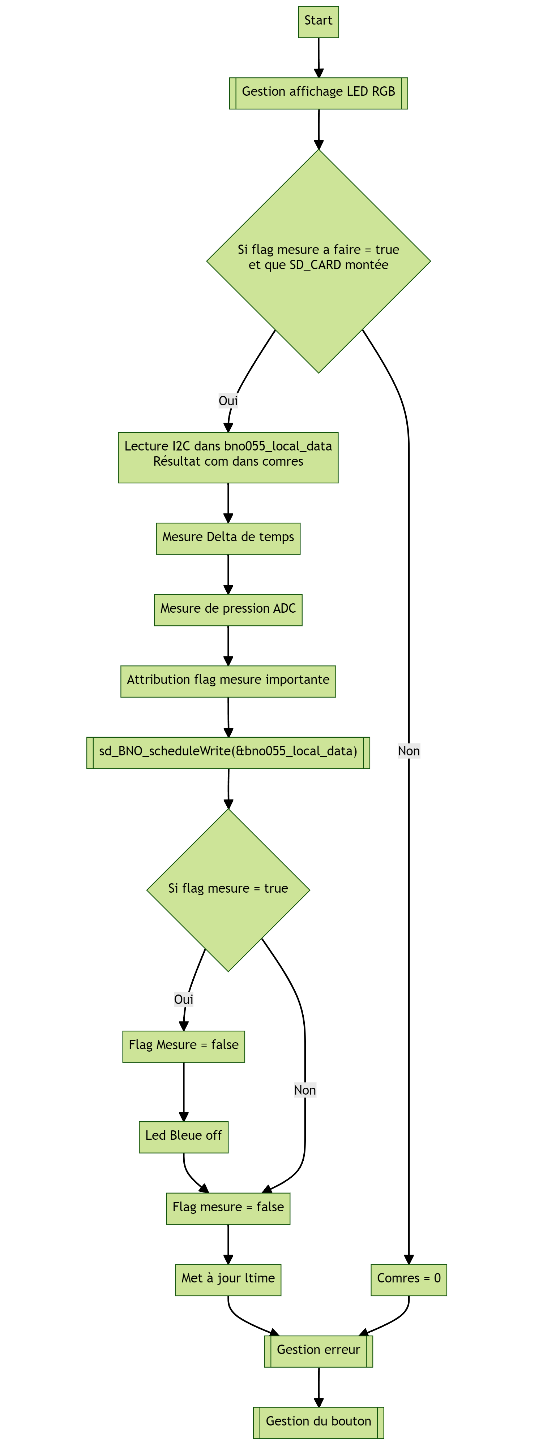 Start
Gestion affichage LED RGB
Si flag mesure a faire = true
et que SD_CARD montée
Oui
Lecture I2C dans bno055_local_data
Résultat com dans comres
Mesure Delta de temps
Mesure de pression ADC
Attribution flag mesure importante
sd_BNO_scheduleWrite(&bno055_local_data)
Non
Si flag mesure = true
Oui
Flag Mesure = false
Non
Led Bleue off
Flag mesure = false
Met à jour ltime
Comres = 0
Gestion erreur
Gestion du bouton